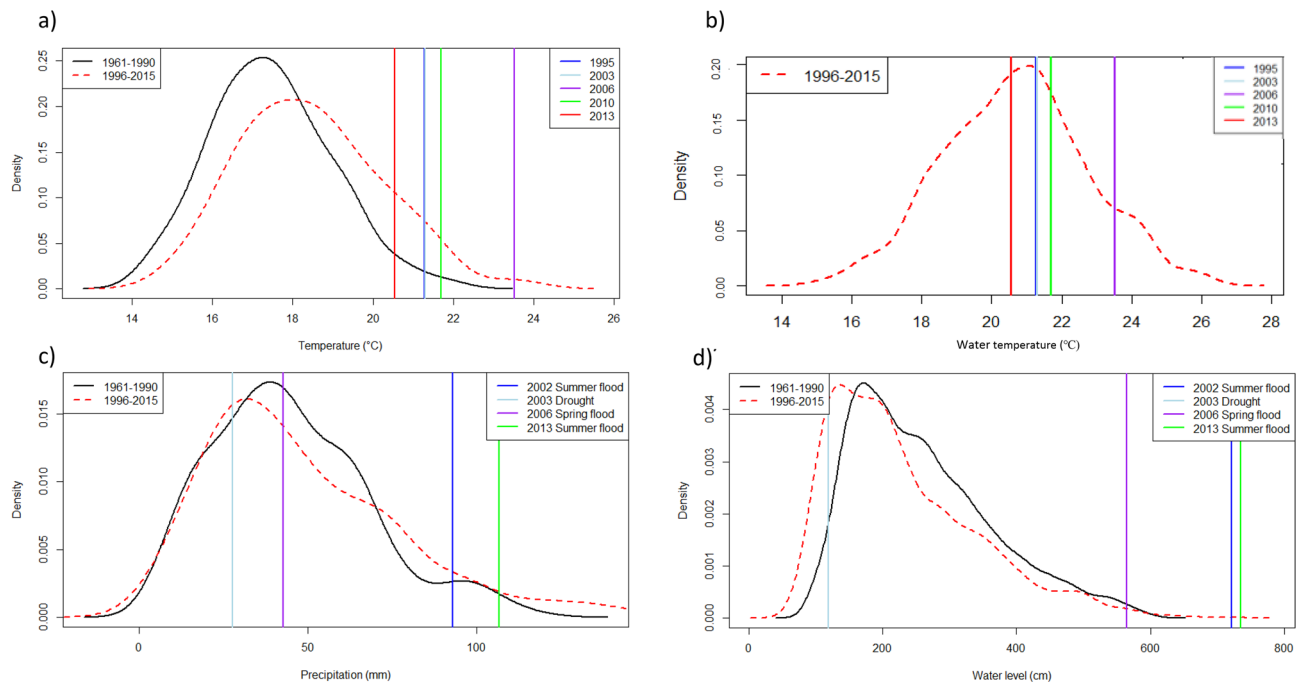 a)
1961-1990
1996-2015
1995
2003
2006
2010
2013
Density
0.00 0.05 0.10 0.15 0.20 0.25
14 16 18 20 22 24 26
Temperature (°C)
b)
1996-2015
1995
2003
2006
2010
2013
Density
0.00 0.05 0.10 0.15 0.20
14 16 18 20 22 24 26 28
Water temperature (℃)
c)
1961-1990
1996-2015
2002 Summer flood
2003 Drought
2006 Spring flood
2013 Summer flood
Density
0.000 0.005 0.010 0.015
0 50 100
Precipitation (mm)
d)
1961-1990
1996-2015
2002 Summer flood
2003 Drought
2006 Spring flood
2013 Summer flood
Density
0.000 0.001 0.002 0.003 0.004
0 200 400 600 800
Water level (cm)